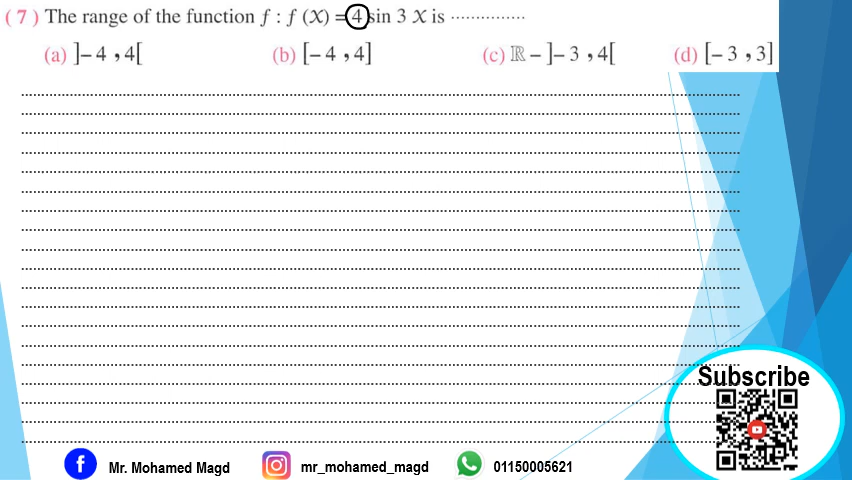 ( 7 ) The range of the function f : f (X) = 4 sin 3 X is ...............
(a) ]– 4 , 4[ (b) [– 4 , 4] (c) ℝ – ]– 3 , 4[ (d) [– 3 , 3]
Subscribe
Mr. Mohamed Magd mr_mohamed_magd 01150005621